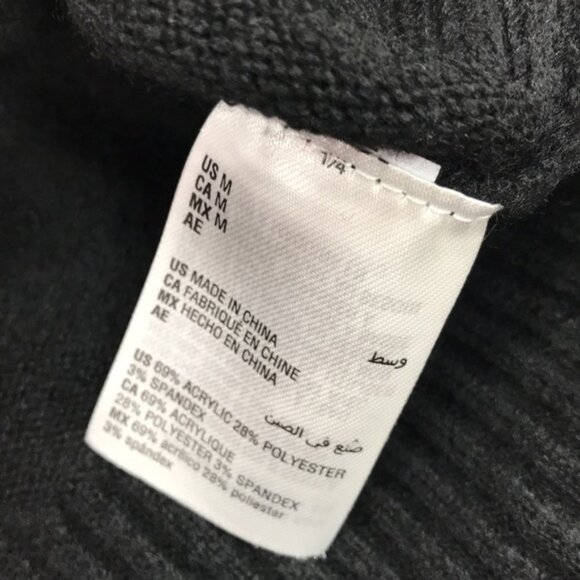 1/4
US M
CA M
MX M
AE
وسط
US MADE IN CHINA
CA FABRIQUÉ EN CHINE
MX HECHO EN CHINA
AE
صُنع في الصين
US 69% ACRYLIC 28% POLYESTER
3% SPANDEX
CA 69% ACRYLIQUE
28% POLYESTER 3% SPANDEX
MX 69% acrílico 28% poliester
3% spándex